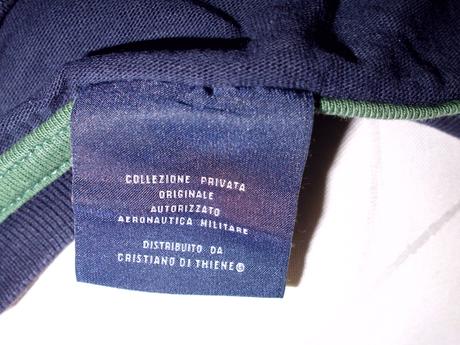 COLLEZIONE PRIVATA
ORIGINALE
AUTORIZZATO
AERONAUTICA MILITARE
DISTRIBUITO DA
CRISTIANO DI THIENE®